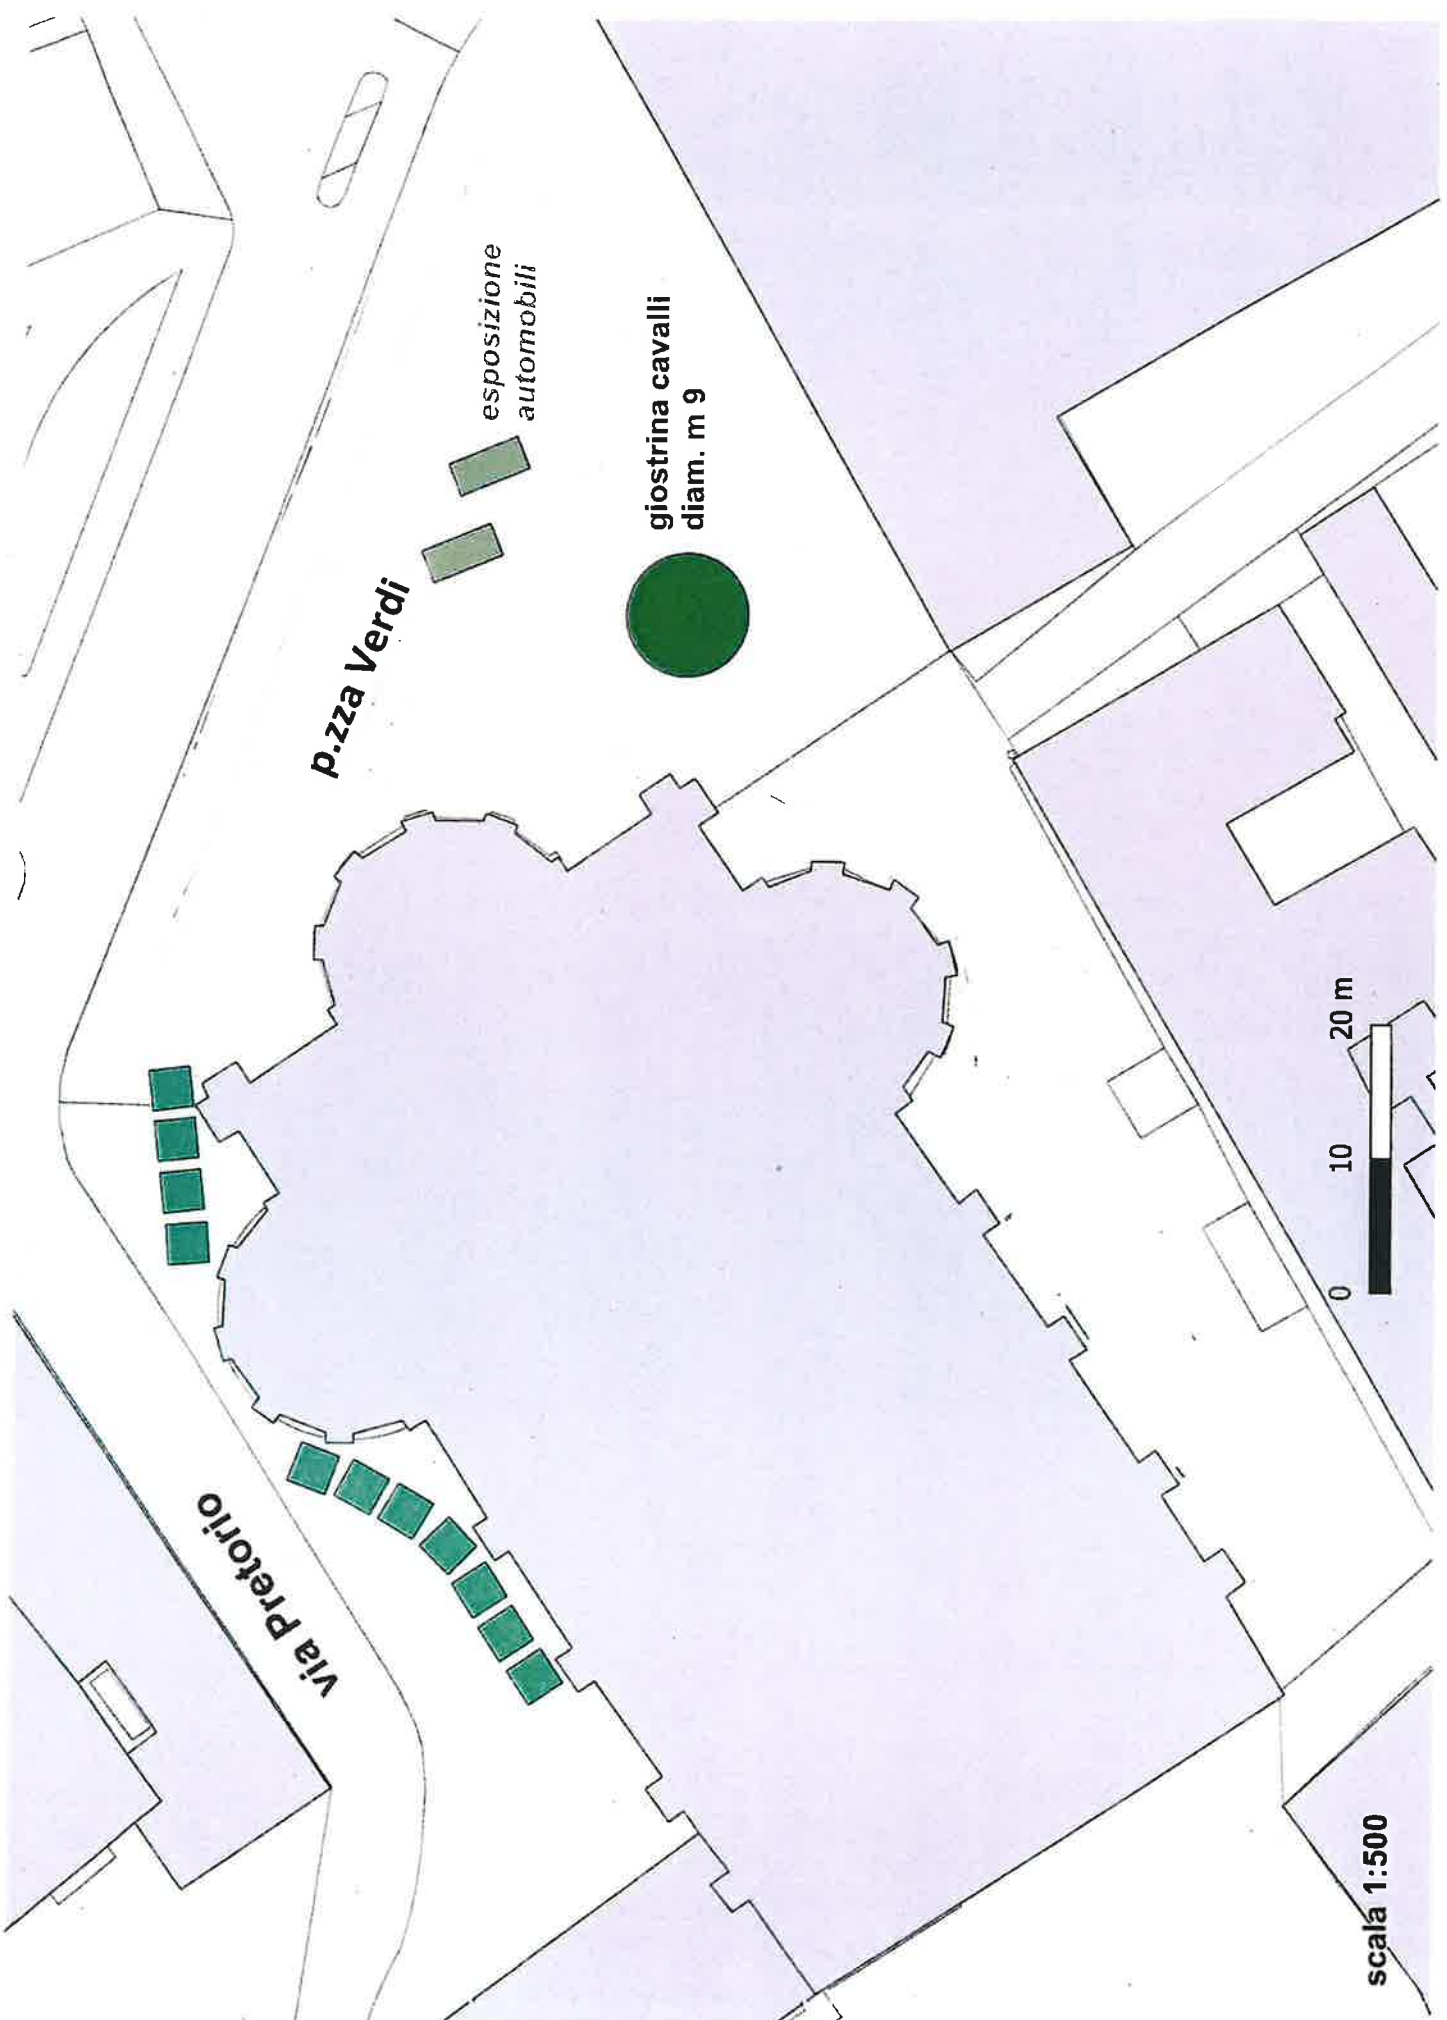 via Pretorio
p.zza Verdi
esposizione
automobili
giostrina cavalli
diam. m 9
0 10 20 m
scala 1:500